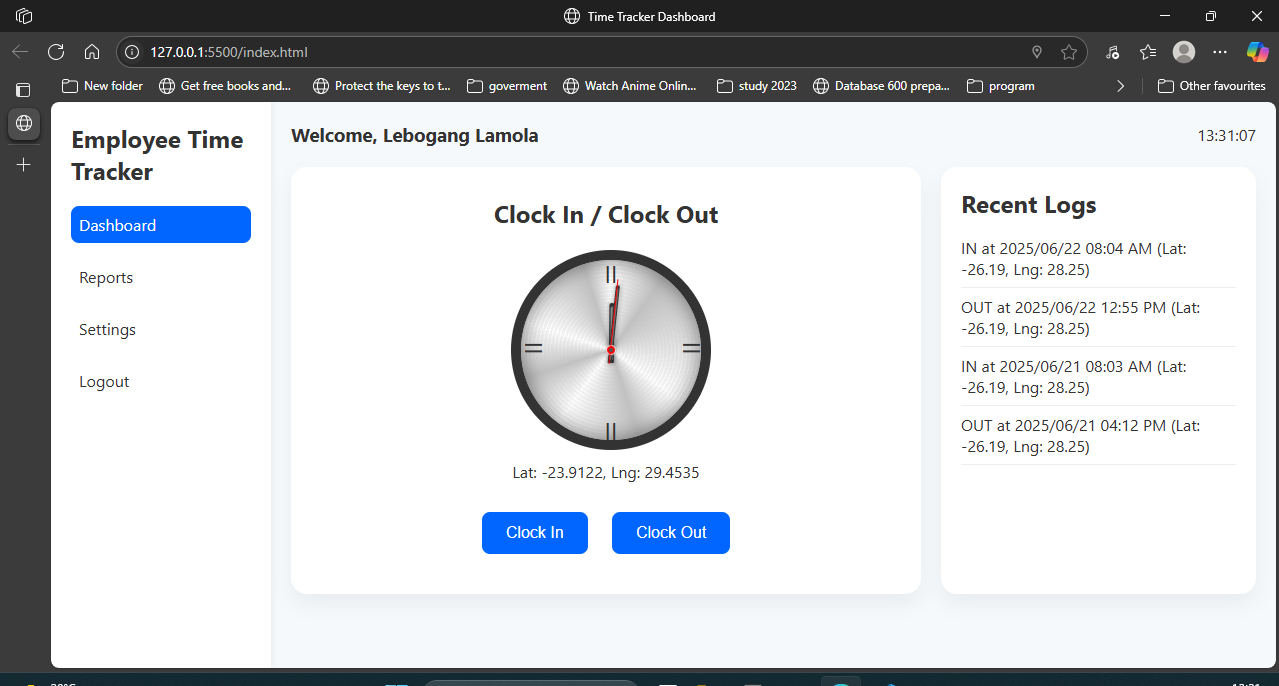 Time Tracker Dashboard
127.0.0.1:5500/index.html
New folder
Get free books and...
Protect the keys to t...
goverment
Watch Anime Onlin...
study 2023
Database 600 prepa...
program
Other favourites
Employee Time
Tracker
Dashboard
Reports
Settings
Logout
Welcome, Lebogang Lamola
13:31:07
Clock In / Clock Out
Lat: -23.9122, Lng: 29.4535
Clock In
Clock Out
Recent Logs
IN at 2025/06/22 08:04 AM (Lat:
-26.19, Lng: 28.25)
OUT at 2025/06/22 12:55 PM (Lat:
-26.19, Lng: 28.25)
IN at 2025/06/21 08:03 AM (Lat:
-26.19, Lng: 28.25)
OUT at 2025/06/21 04:12 PM (Lat:
-26.19, Lng: 28.25)